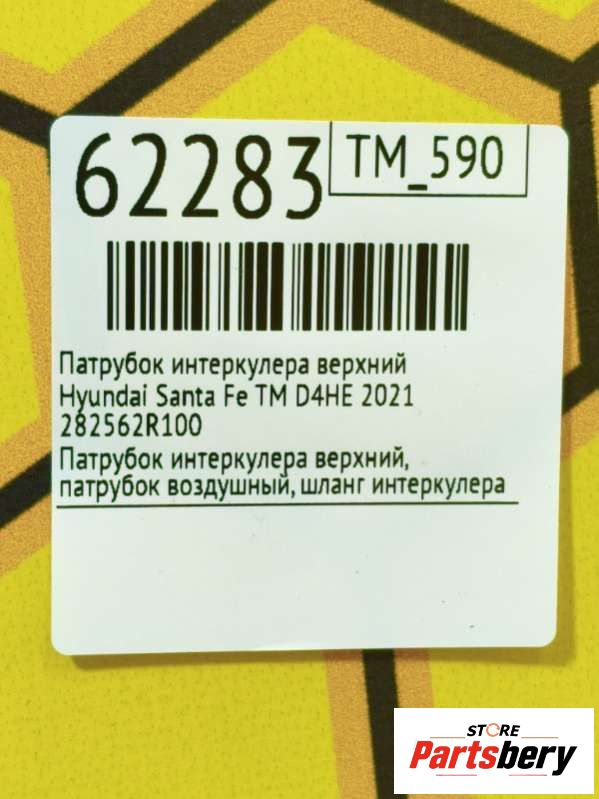 62283
TM_590
Патрубок интеркулера верхний
Hyundai Santa Fe TM D4HE 2021
282562R100
Патрубок интеркулера верхний,
патрубок воздушный, шланг интеркулера
STORE
Partsbery